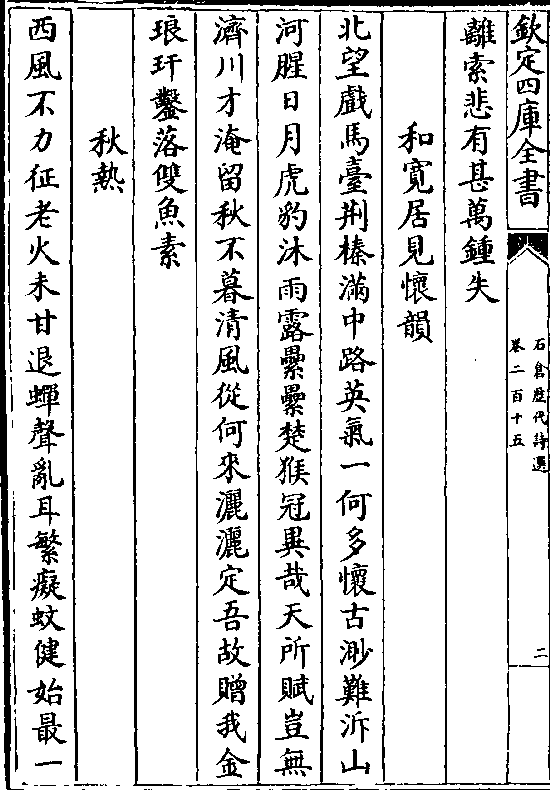 欽定四庫全書
石倉歴代詩選
卷二百十五
二
離索悲有甚萬鍾失
和寛居見懷韻
北望戲馬臺荆榛滿中路英氣一何多懷古渺難泝山
河腥日月虎豹沐雨露纍纍楚猴冠異哉天所賦豈無
濟川才淹留秋不暮清風從何來灑灑定吾故贈我金
琅玕鑿落雙魚素
秋熱
西風不力征老火未甘退蟬聲亂耳繁癡蚊健始最一